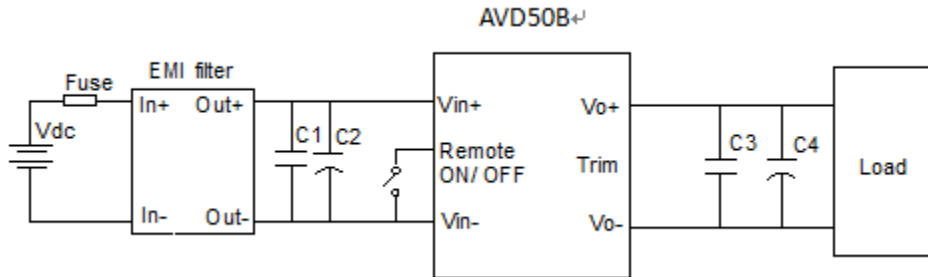 AVD50B↵
EMI filter
Fuse
In+ Out+
Vdc
C1 C2
Vin+ Vo+
Remote
ON/ OFF
Trim
C3 C4
Load
In- Out-
Vin- Vo-